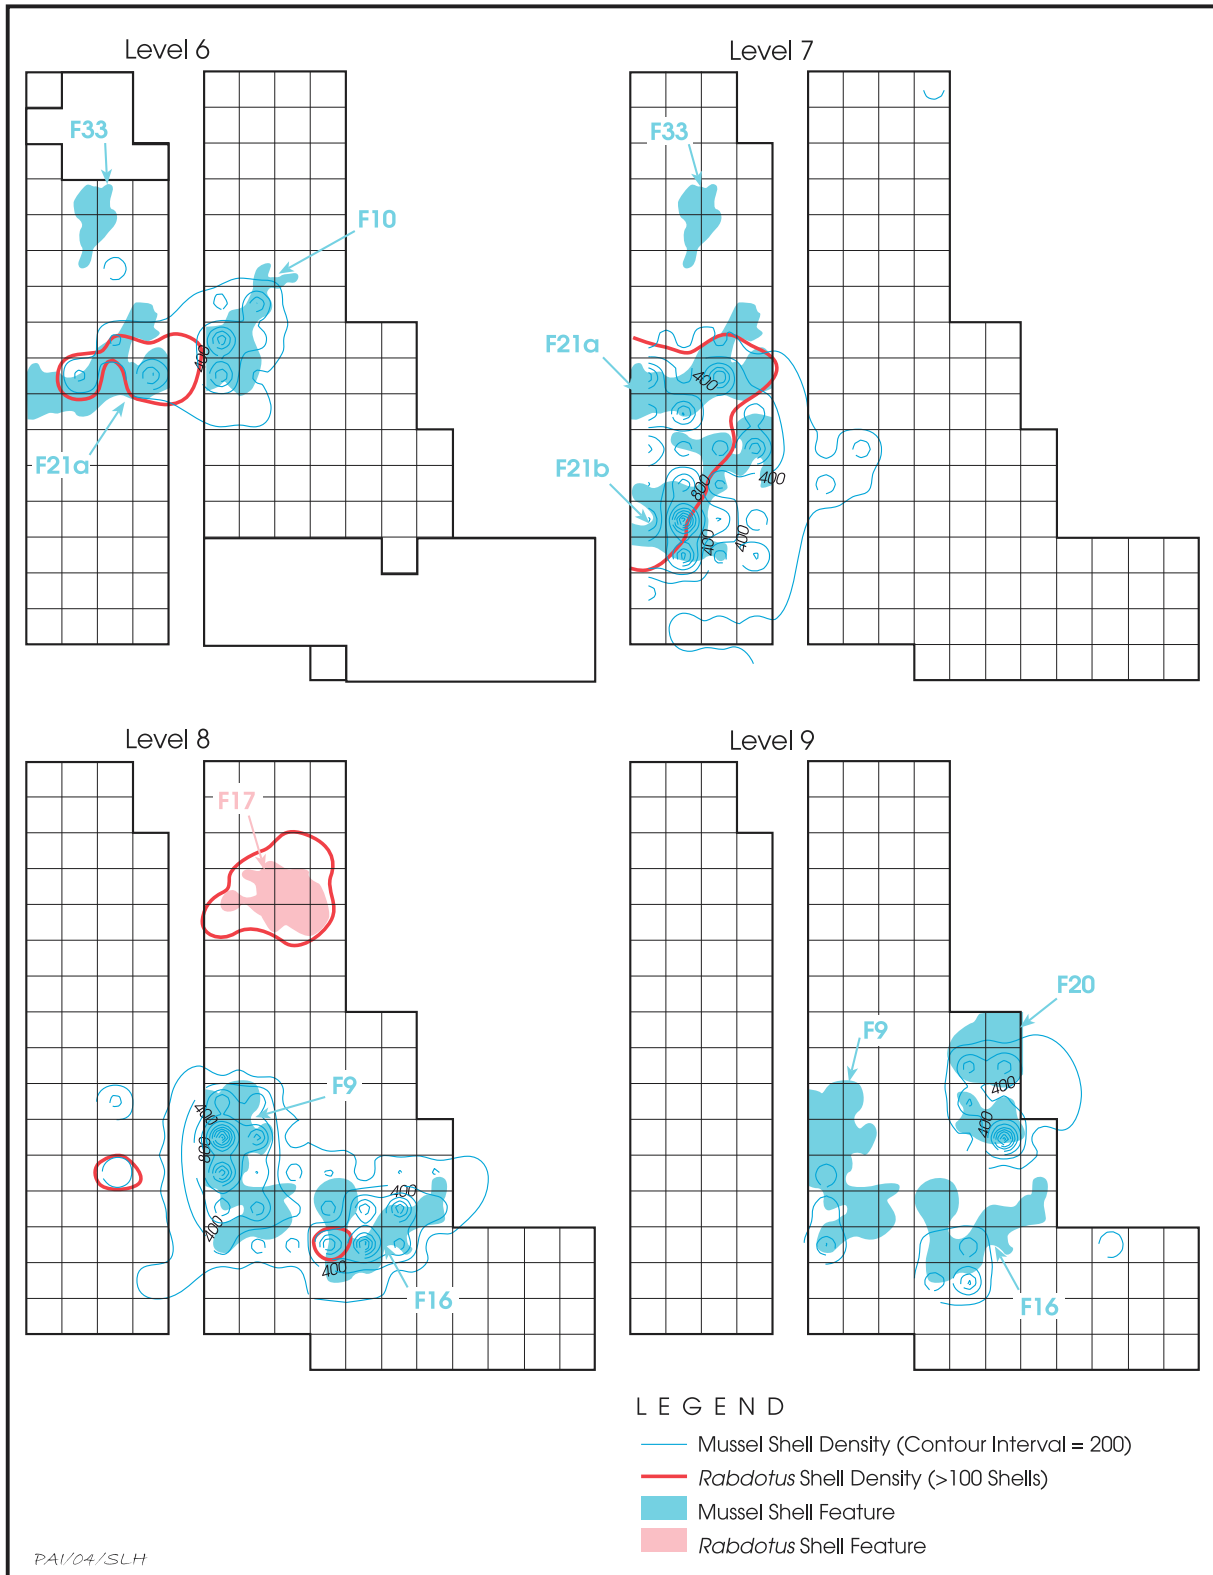 Level 6
F33
F10
400
F21a
Level 7
F33
F21a
400
F21b
800
400
400
400
Level 8
F17
F9
400
800
400
400
400
F16
Level 9
F20
F9
400
400
F16
LEGEND
Mussel Shell Density (Contour Interval = 200)
Rabdotus Shell Density (>100 Shells)
Mussel Shell Feature
Rabdotus Shell Feature
PAI/04/SLH